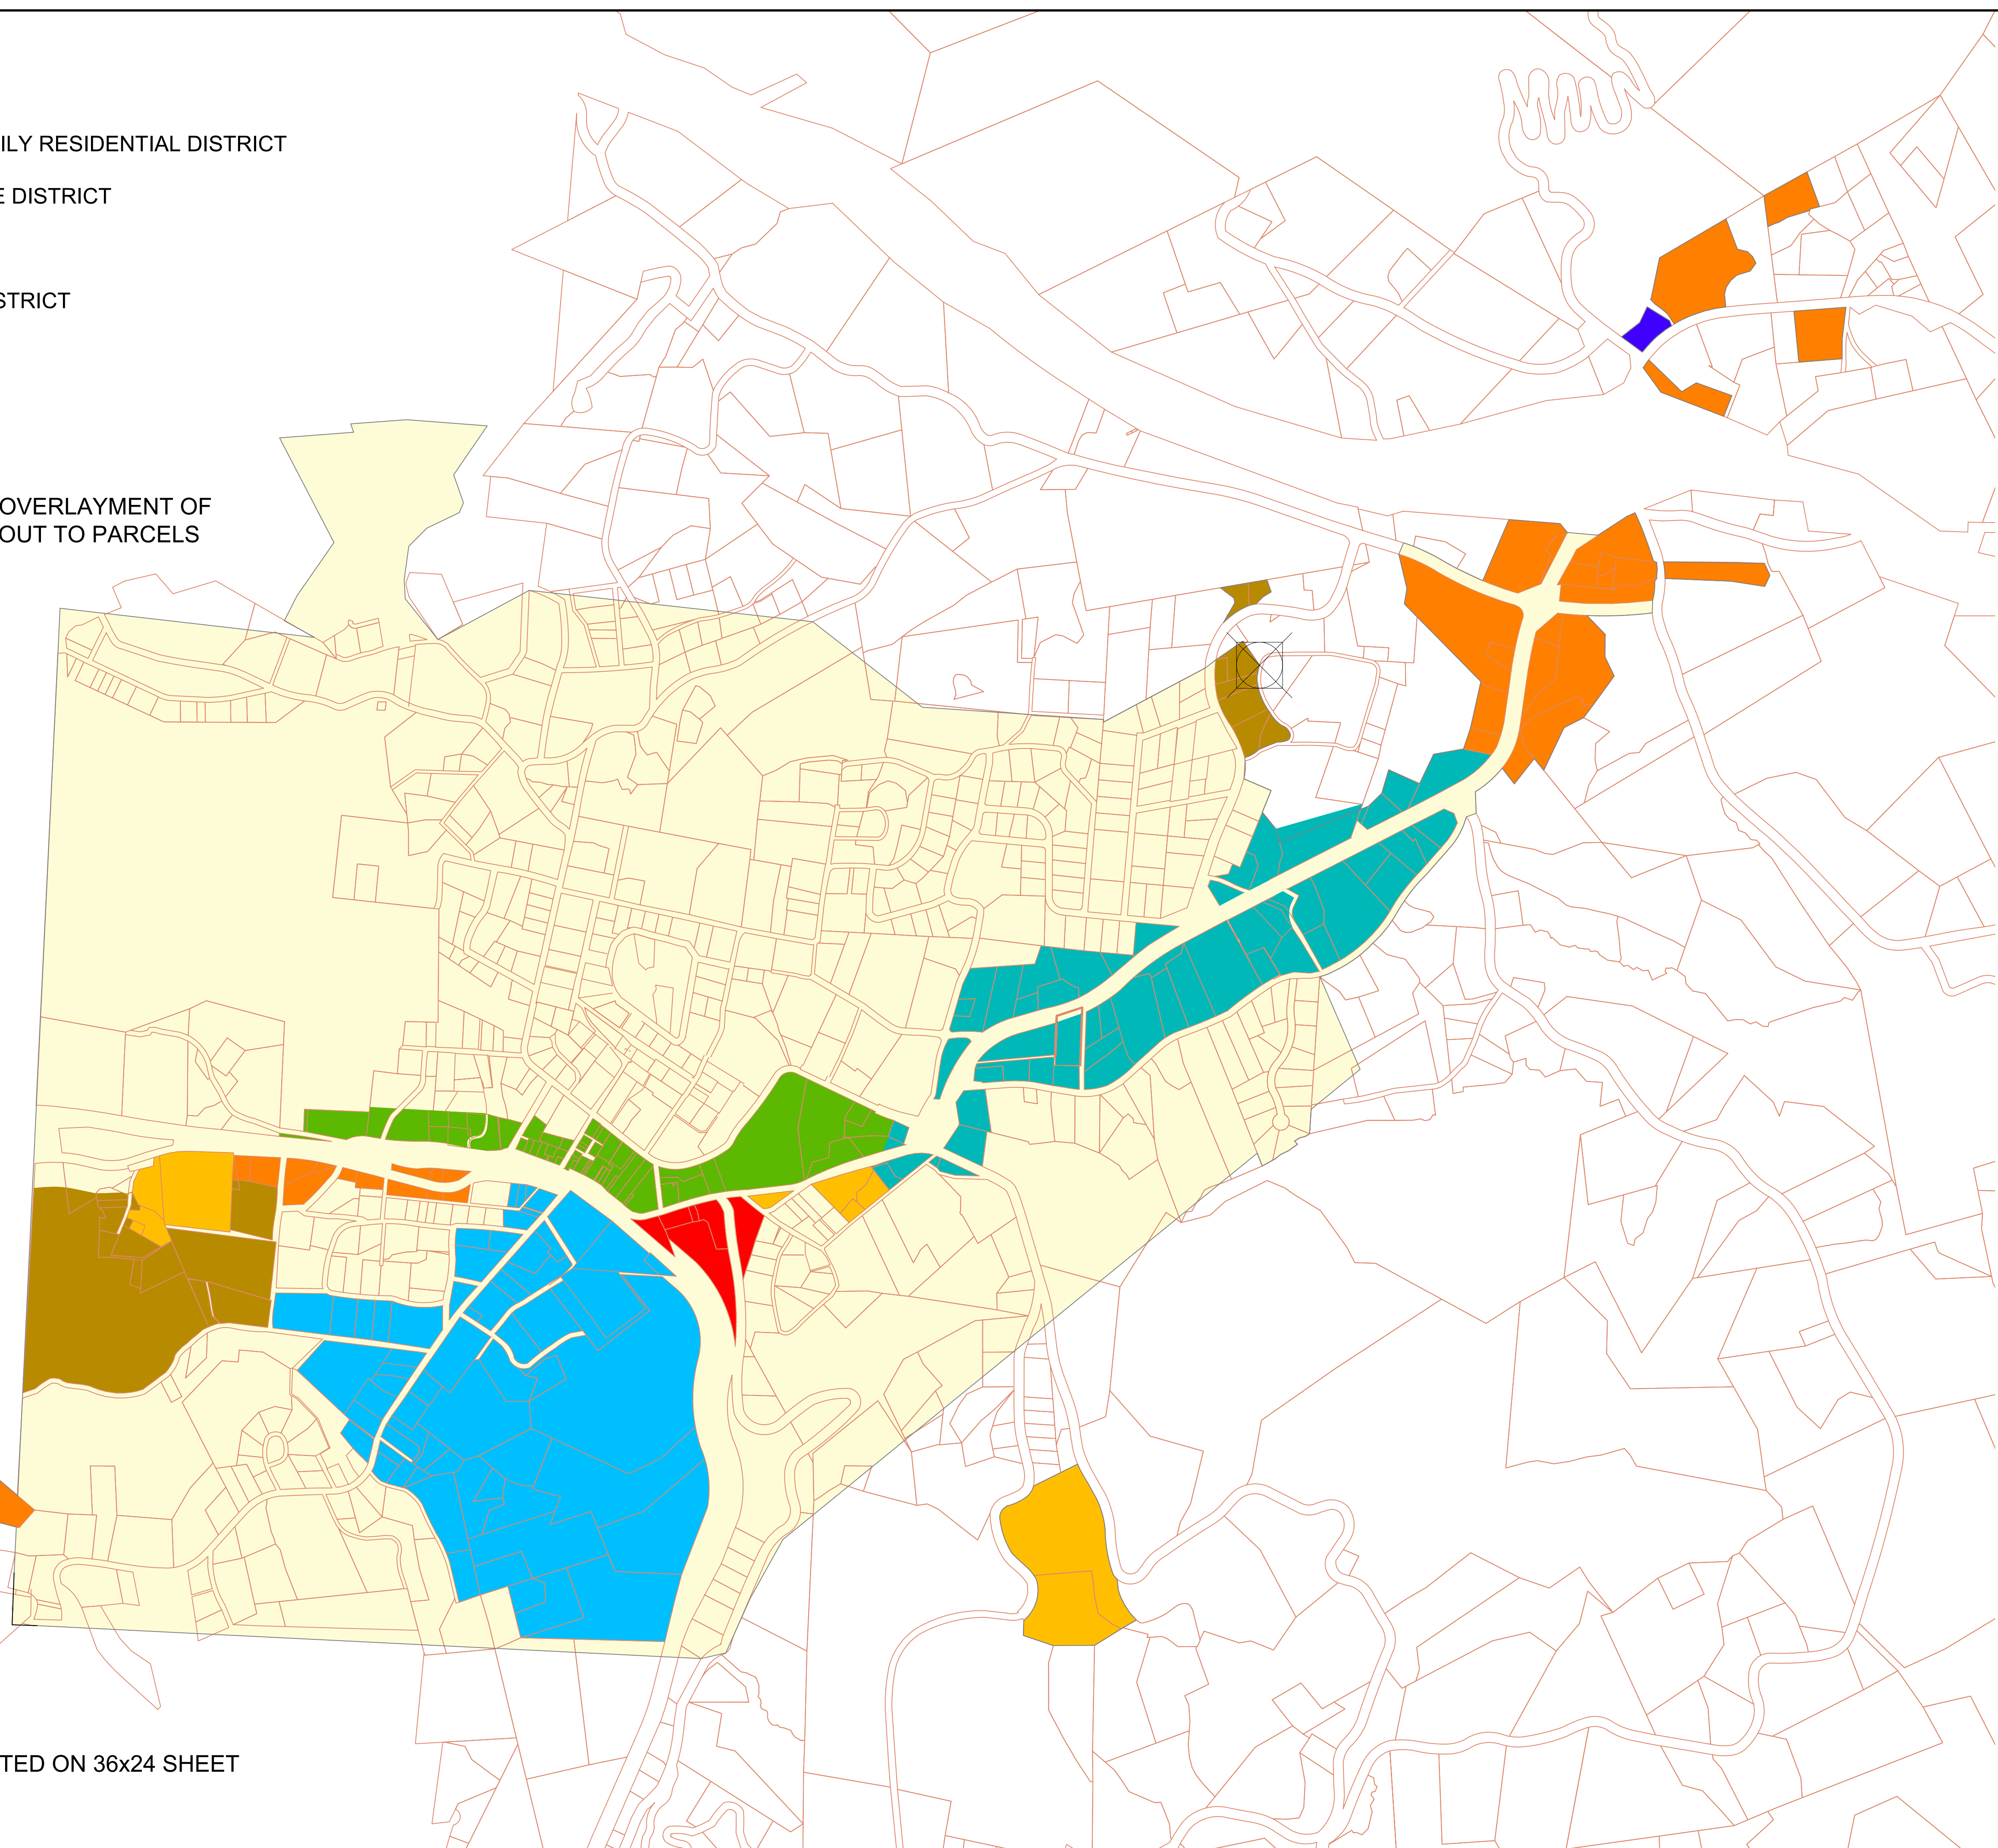 ILY RESIDENTIAL DISTRICT
E DISTRICT
STRICT
OVERLAYMENT OF
OUT TO PARCELS
TED ON 36x24 SHEET